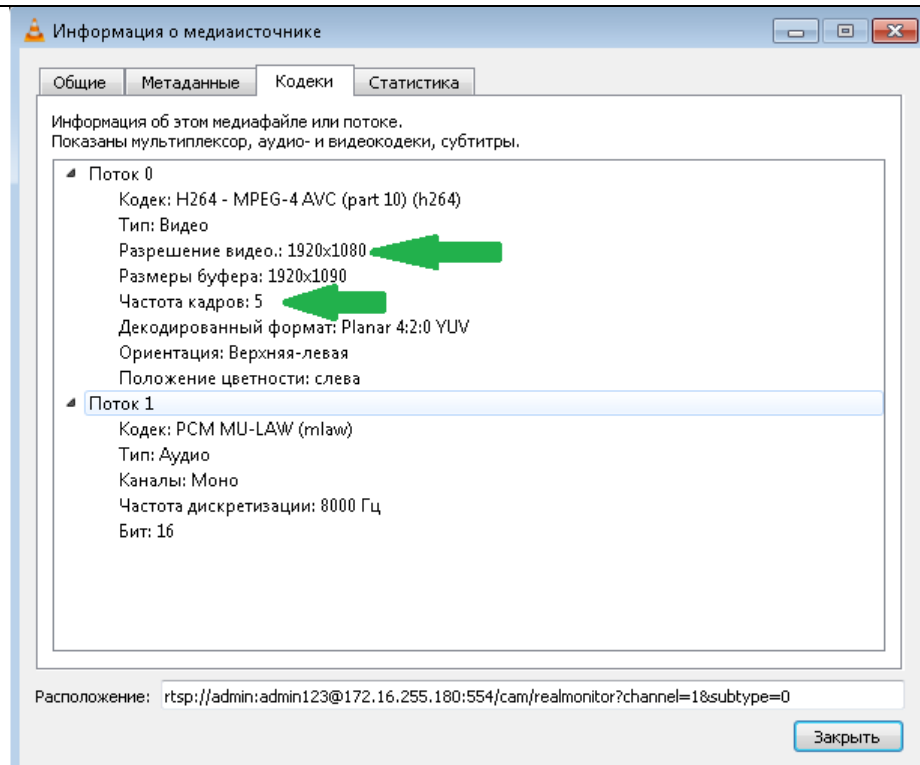 Информация о медиаисточнике
Общие Метаданные Кодеки Статистика
Информация об этом медиафайле или потоке.
Показаны мультиплексор, аудио- и видеокодеки, субтитры.
Поток 0
Кодек: H264 - MPEG-4 AVC (part 10) (h264)
Тип: Видео
Разрешение видео.: 1920x1080
Размеры буфера: 1920x1090
Частота кадров: 5
Декодированный формат: Planar 4:2:0 YUV
Ориентация: Верхняя-левая
Положение цветности: слева
Поток 1
Кодек: PCM MU-LAW (mlaw)
Тип: Аудио
Каналы: Моно
Частота дискретизации: 8000 Гц
Бит: 16
Расположение: rtsp://admin:admin123@172.16.255.180:554/cam/realmonitor?channel=1&subtype=0
Закрыть